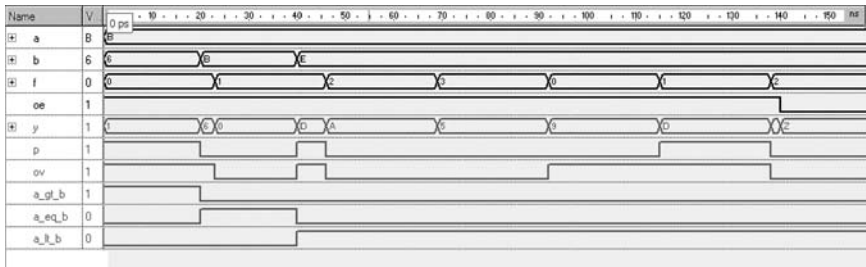 Name V 0 ps 10 20 30 40 50 60 70 80 90 100 110 120 130 140 150 ns
a B B
b 6 6 B E
f 0 0 1 2 3 0 1 2
oe 1
y 1 1 6 0 D A 5 9 D Z
p 1
ov 1
a_gt_b 1
a_eq_b 0
a_lt_b 0